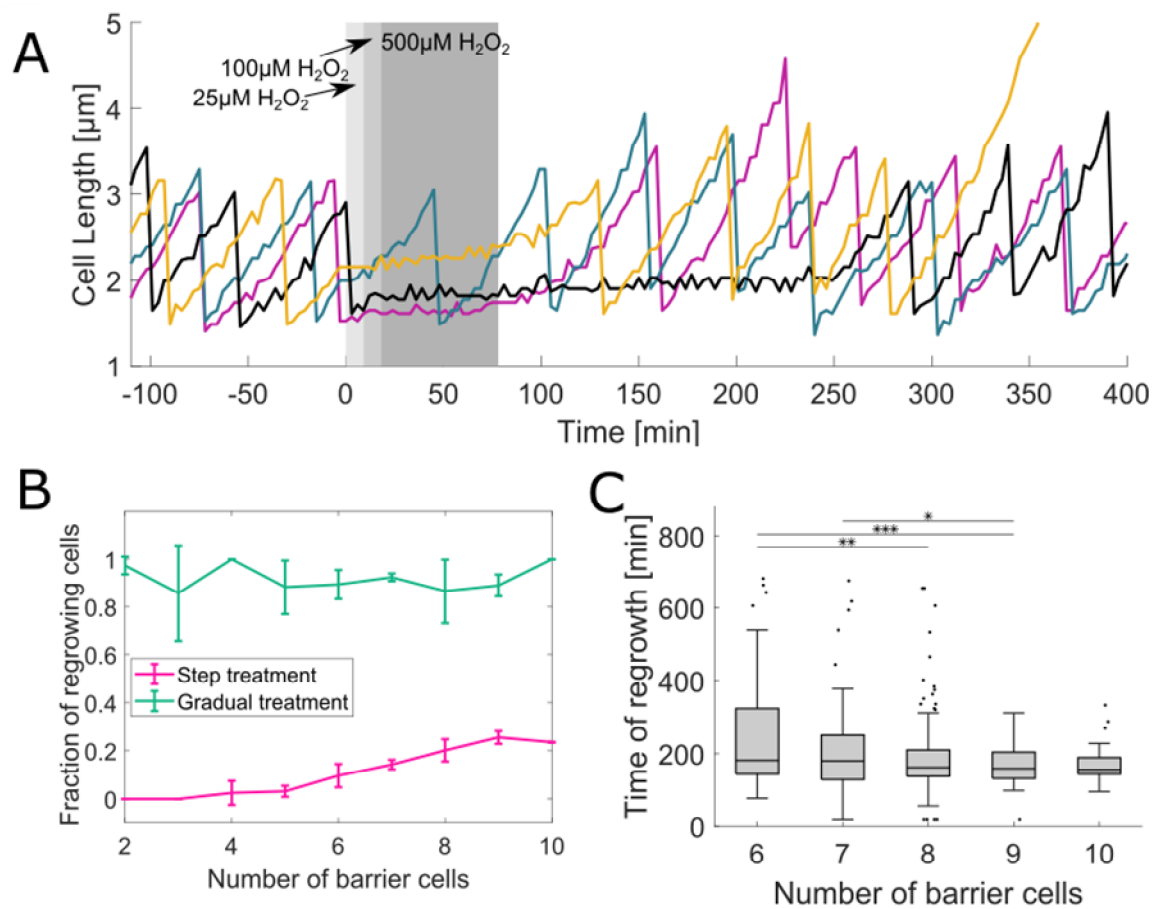 A
5
4
3
2
1
Cell Length [µm]
500µM H₂O₂
100µM H₂O₂
25µM H₂O₂
-100 -50 0 50 100 150 200 250 300 350 400
Time [min]
B
1
0.8
0.6
0.4
0.2
0
Fraction of regrowing cells
Step treatment
Gradual treatment
2 4 6 8 10
Number of barrier cells
C
800
600
400
200
0
Time of regrowth [min]
*
***
**
6 7 8 9 10
Number of barrier cells